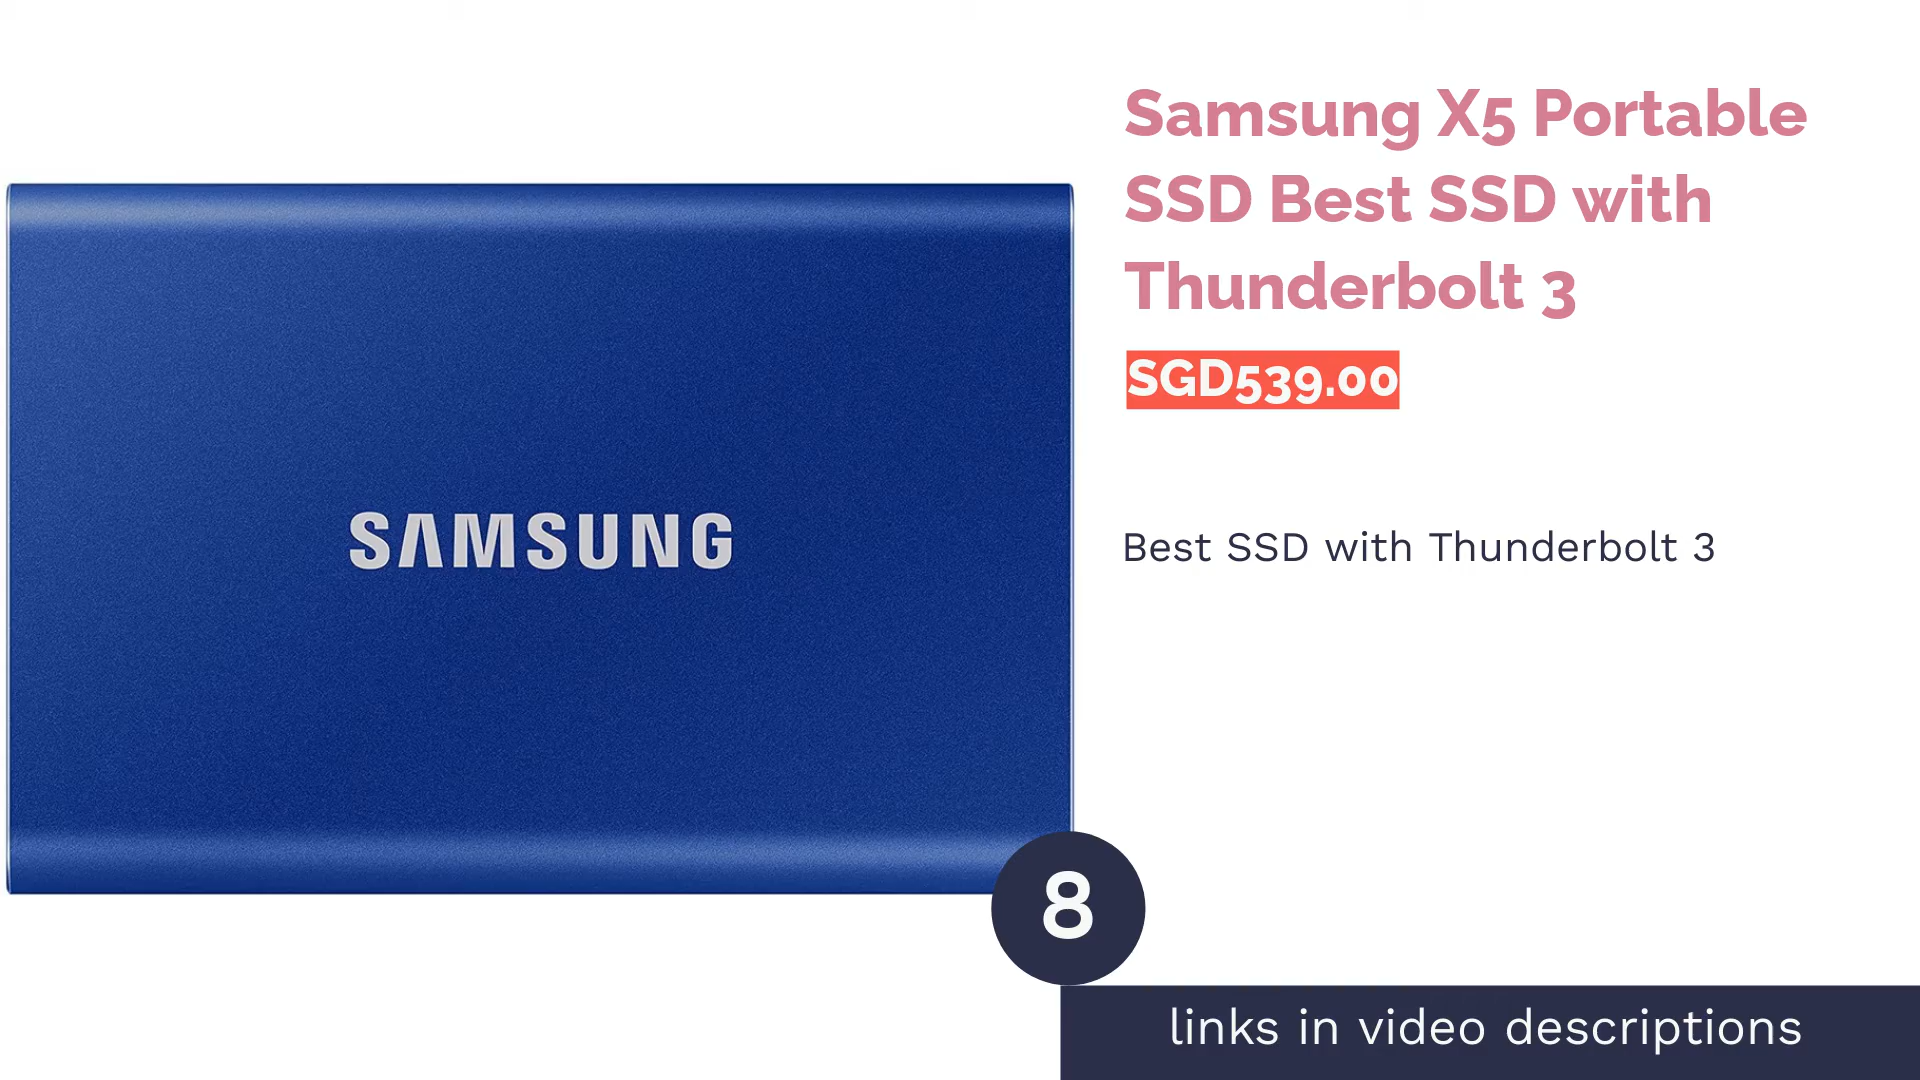 Samsung X5 Portable
SSD Best SSD with
Thunderbolt 3
SGD539.00
SAMSUNG
Best SSD with Thunderbolt 3
8
links in video descriptions